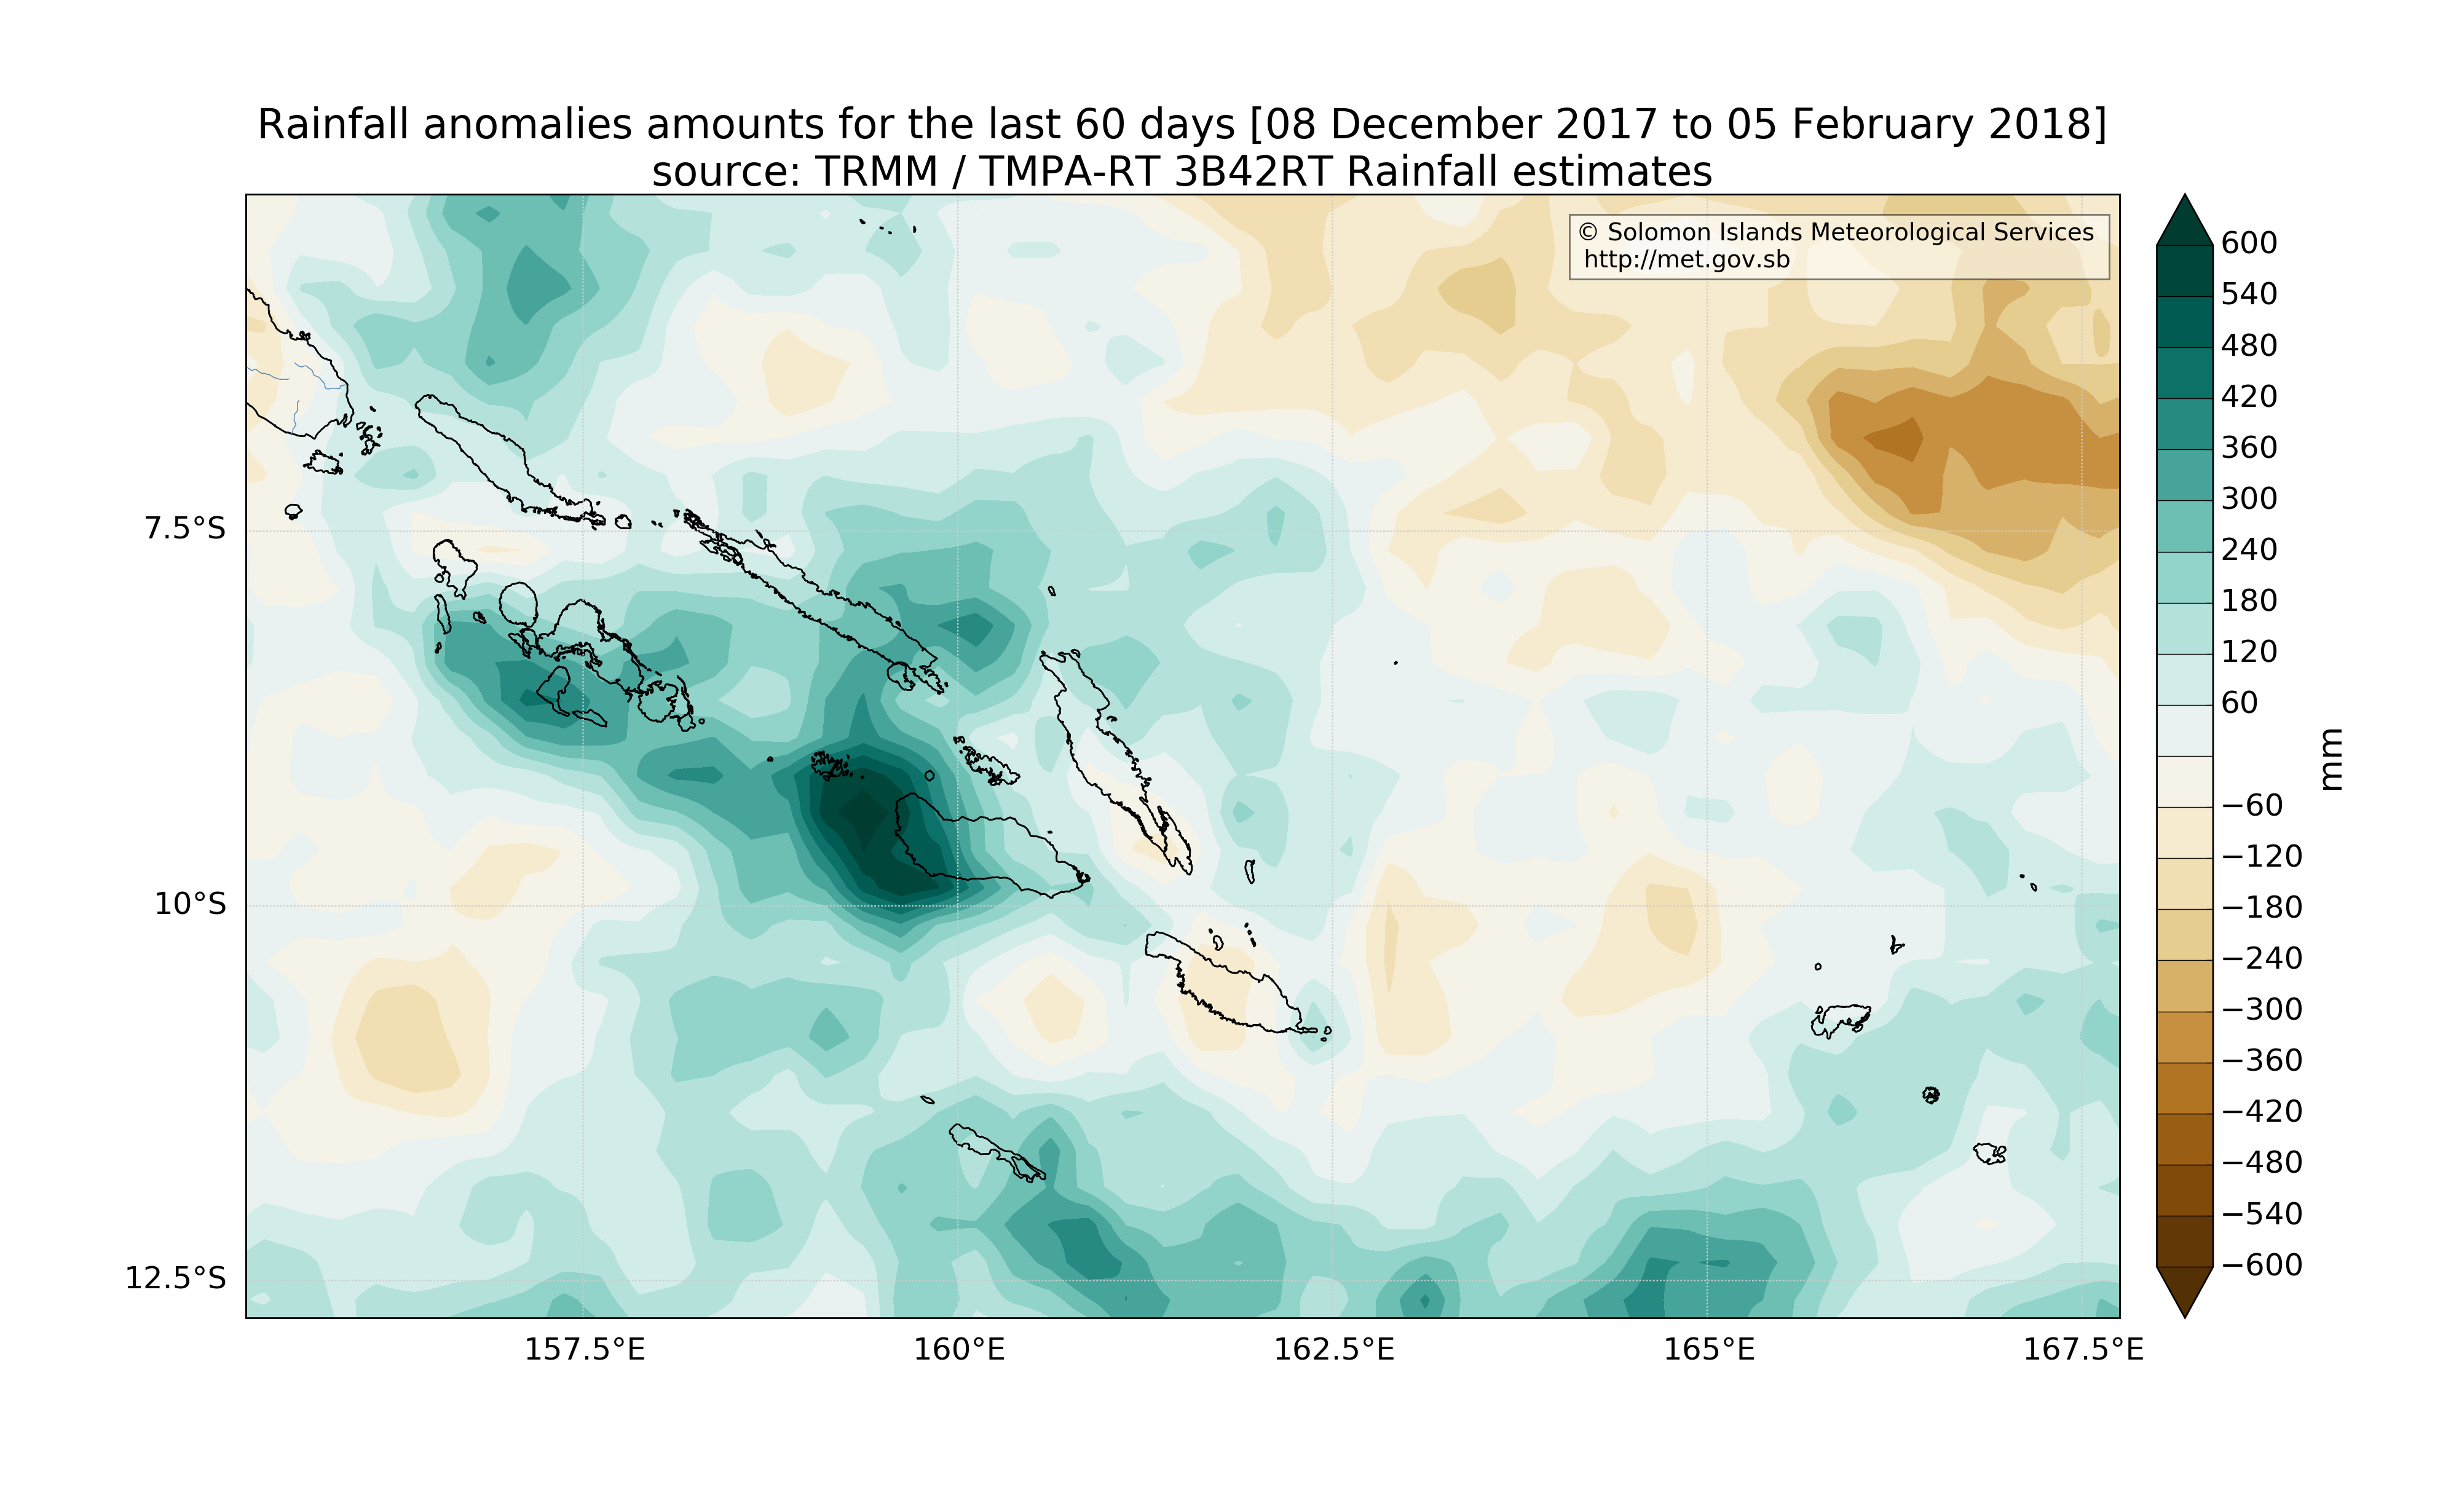 Rainfall anomalies amounts for the last 60 days [08 December 2017 to 05 February 2018]
source: TRMM / TMPA-RT 3B42RT Rainfall estimates
© Solomon Islands Meteorological Services
http://met.gov.sb
7.5°S
10°S
12.5°S
157.5°E
160°E
162.5°E
165°E
167.5°E
600
540
480
420
360
300
240
180
120
60
−60
−120
−180
−240
−300
−360
−420
−480
−540
−600
mm